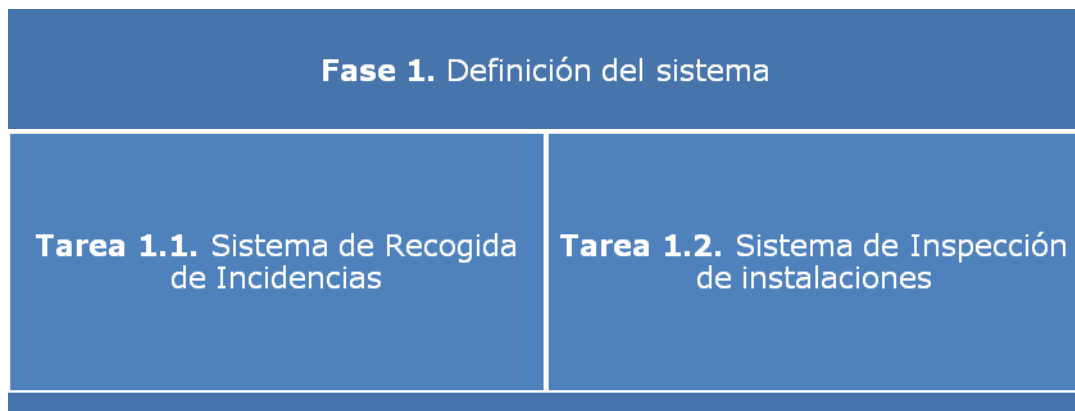 Fase 1. Definición del sistema
Tarea 1.1. Sistema de Recogida
de Incidencias
Tarea 1.2. Sistema de Inspección
de instalaciones